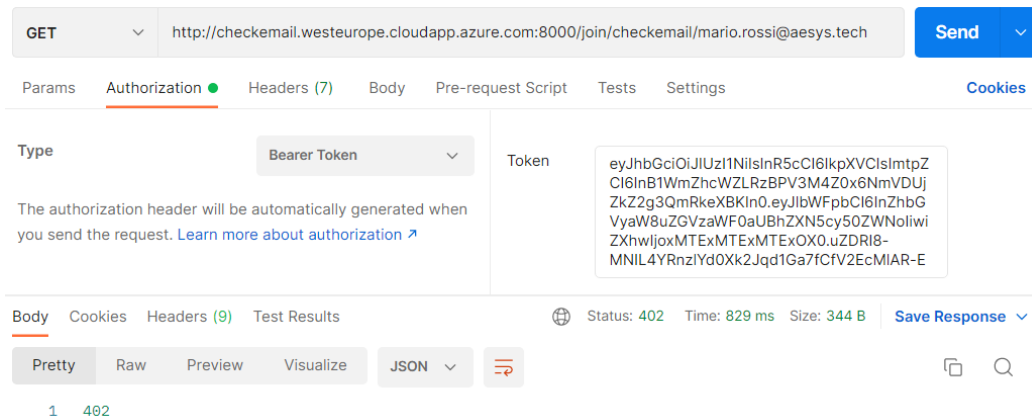 GET http://checkemail.westeurope.cloudapp.azure.com:8000/join/checkemail/mario.rossi@aesys.tech Send
Params Authorization Headers (7) Body Pre-request Script Tests Settings Cookies
Type Bearer Token
The authorization header will be automatically generated when
you send the request. Learn more about authorization ↗
Token
eyJhbGciOiJIUzI1NiIsInR5cCI6IkpXVCIsImtpZ
CI6InB1WmZhcWZLRzBPV3M4Z0x6NmVDUj
ZkZ2g3QmRkeXBKIn0.eyJlbWFpbCI6InZhbG
VyaW8uZGVzaWF0aUBhZXN5cy50ZWNoIiwi
ZXhwIjoxMTExMTExMTExOX0.uZDRI8-
MNIL4YRnzlYd0Xk2Jqd1Ga7fCfV2EcMlAR-E
Body Cookies Headers (9) Test Results Status: 402 Time: 829 ms Size: 344 B Save Response
Pretty Raw Preview Visualize JSON
1 402